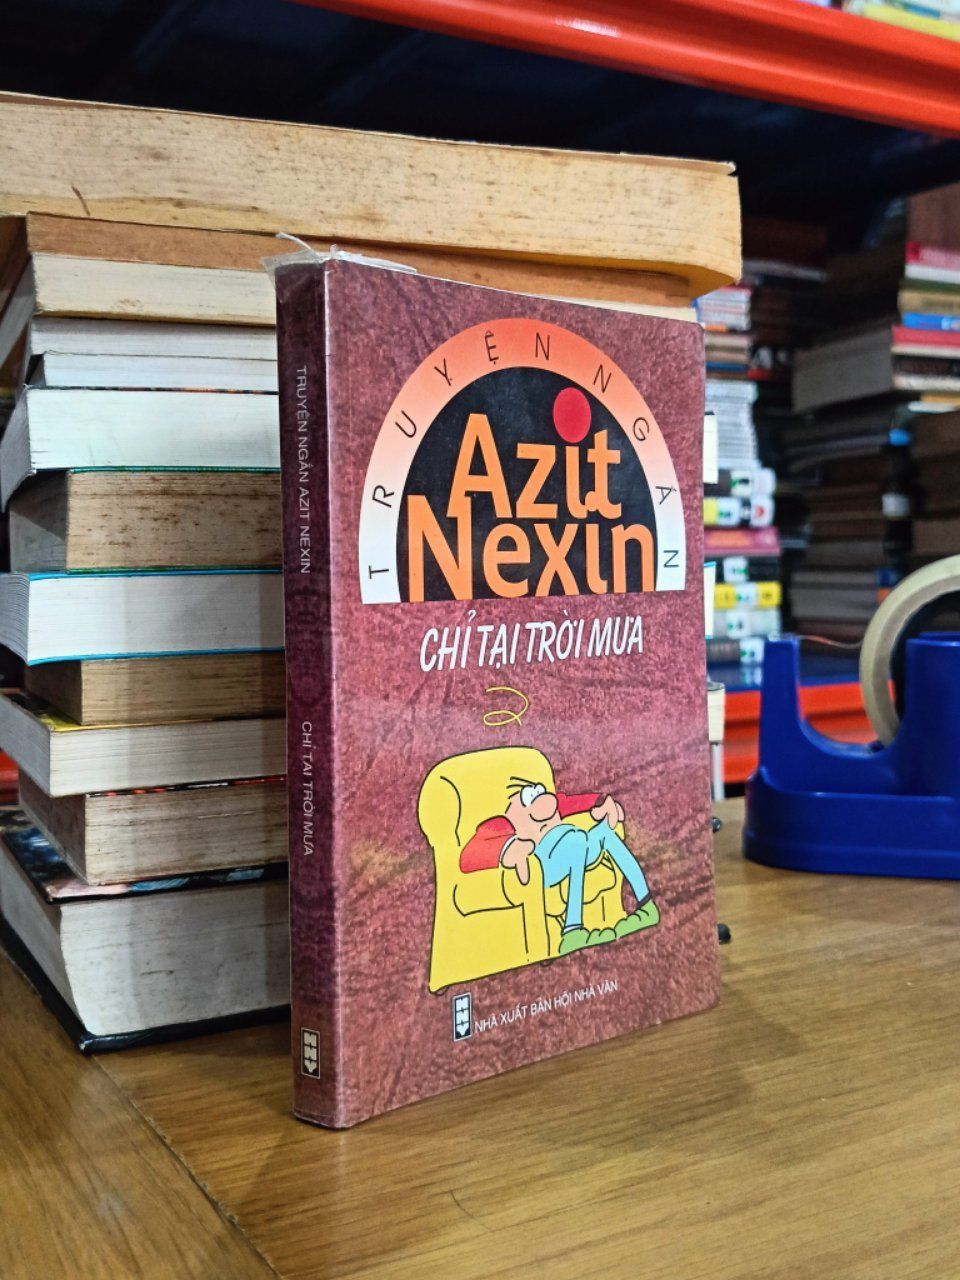 TRUYỆN NGẮN
Azit
Nexin
CHỈ TẠI TRỜI MƯA
NHÀ XUẤT BẢN HỘI NHÀ VĂN
TRUYỆN NGẮN AZIT NEXIN
CHỈ TẠI TRỜI MƯA